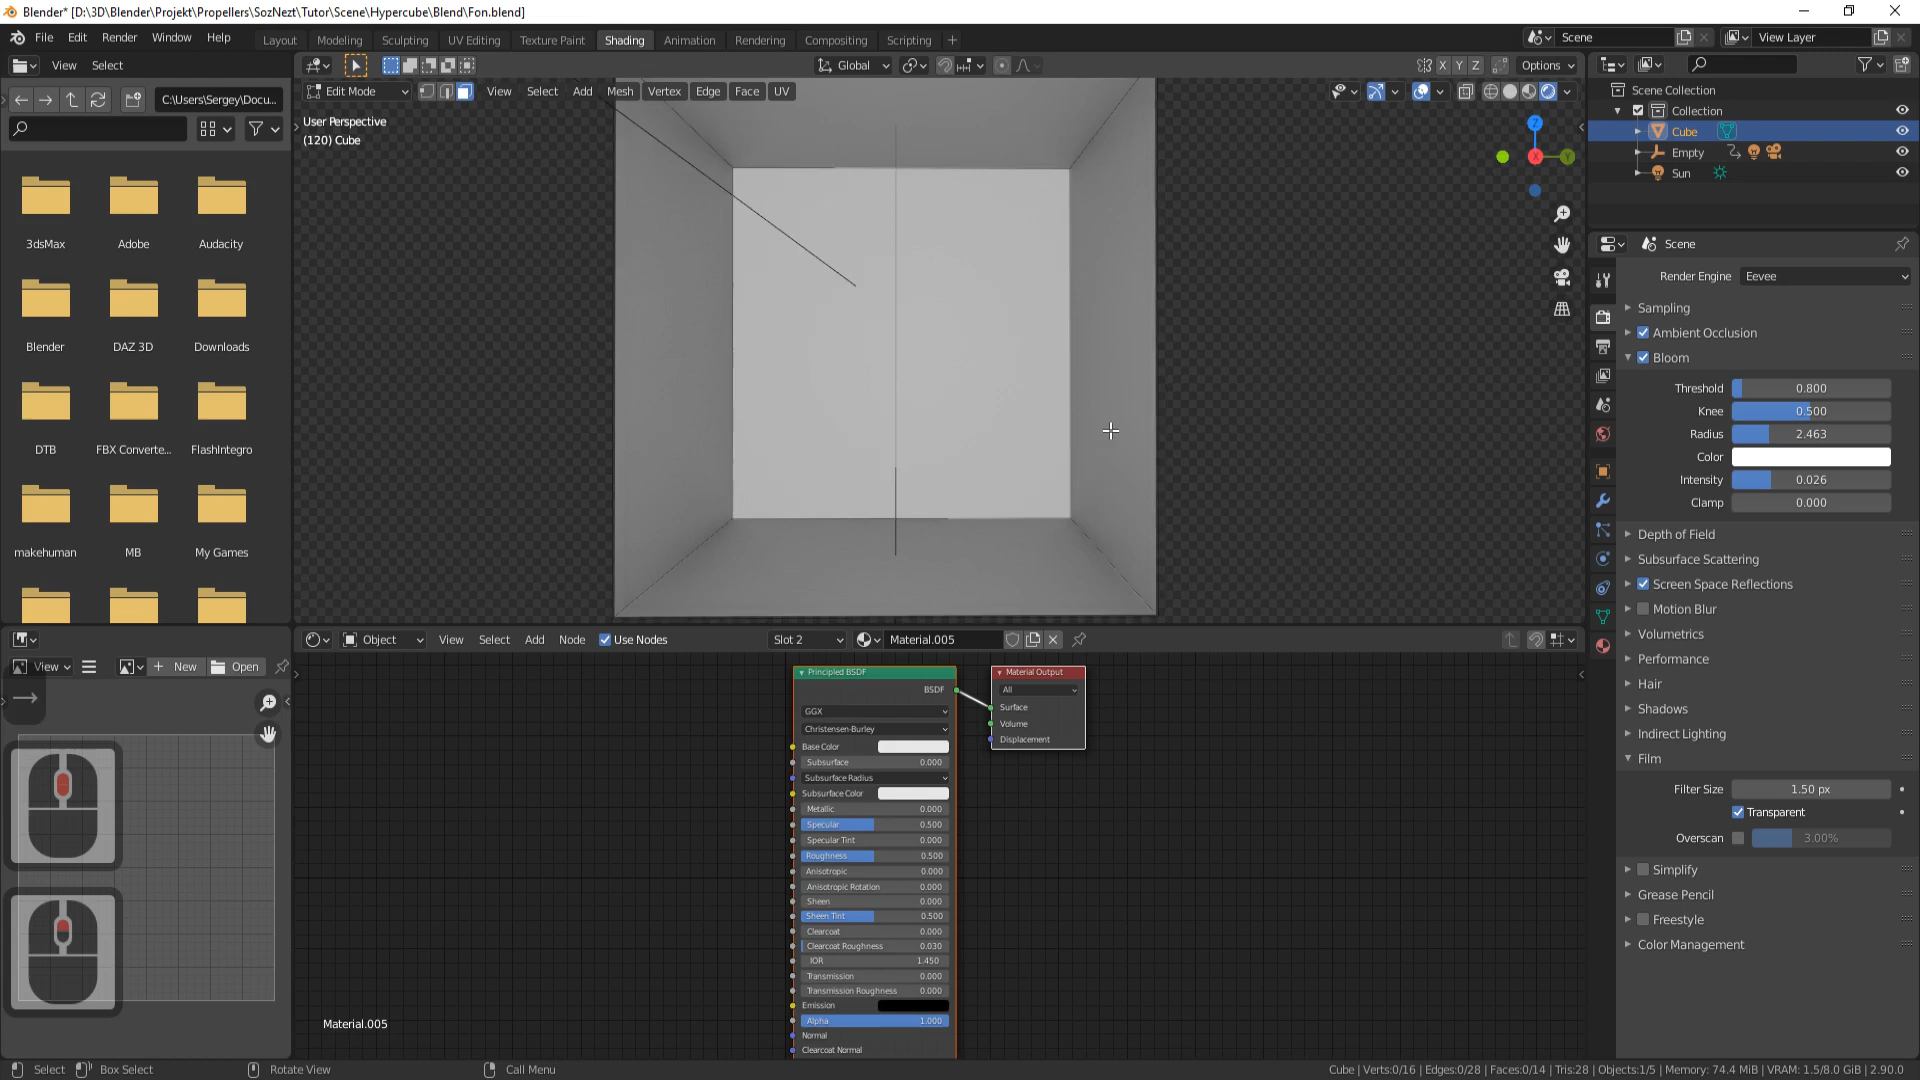 Blender* [D:\3D\Blender\Projekt\Propellers\SozNezt\Tutor\Scene\Hypercube\Blend\Fon.blend]
File Edit Render Window Help
Layout Modeling Sculpting UV Editing Texture Paint Shading Animation Rendering Compositing Scripting +
Scene
View Layer
View Select
Global
X Y Z
Options
C:\Users\Sergey\Docu...
Edit Mode
View Select Add Mesh Vertex Edge Face UV
User Perspective
(120) Cube
Z
X
Y
3dsMax Adobe Audacity
Blender DAZ 3D Downloads
DTB FBX Converte... FlashIntegro
makehuman MB My Games
Scene Collection
Collection
Cube
Empty
Sun
Scene
Render Engine Eevee
Sampling
Ambient Occlusion
Bloom
Threshold 0.800
Knee 0.500
Radius 2.463
Color
Intensity 0.026
Clamp 0.000
Depth of Field
Subsurface Scattering
Screen Space Reflections
Motion Blur
Volumetrics
Performance
Hair
Shadows
Indirect Lighting
Film
Filter Size 1.50 px
Transparent
Overscan 3.00%
Simplify
Grease Pencil
Freestyle
Color Management
View + New Open
Object View Select Add Node Use Nodes Slot 2 Material.005
Principled BSDF
BSDF
GGX
Christensen-Burley
Base Color
Subsurface 0.000
Subsurface Radius
Subsurface Color
Metallic 0.000
Specular 0.500
Specular Tint 0.000
Roughness 0.500
Anisotropic 0.000
Anisotropic Rotation 0.000
Sheen 0.000
Sheen Tint 0.500
Clearcoat 0.000
Clearcoat Roughness 0.030
IOR 1.450
Transmission 0.000
Transmission Roughness 0.000
Emission
Alpha 1.000
Normal
Clearcoat Normal
Material Output
All
Surface
Volume
Displacement
Material.005
Select Box Select Rotate View Call Menu
Cube | Verts:0/16 | Edges:0/28 | Faces:0/14 | Tris:28 | Objects:1/5 | Memory: 74.4 MiB | VRAM: 1.5/8.0 GiB | 2.90.0